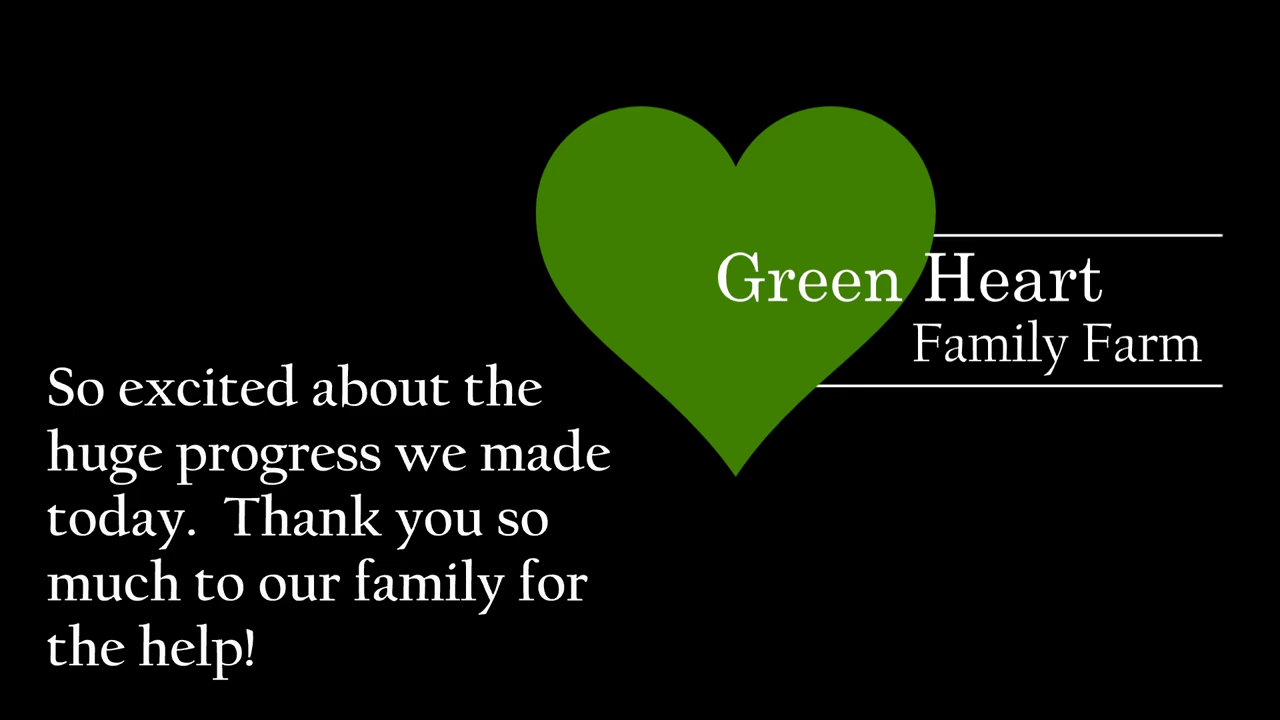 Green Heart
Family Farm
So excited about the
huge progress we made
today.  Thank you so
much to our family for
the help!